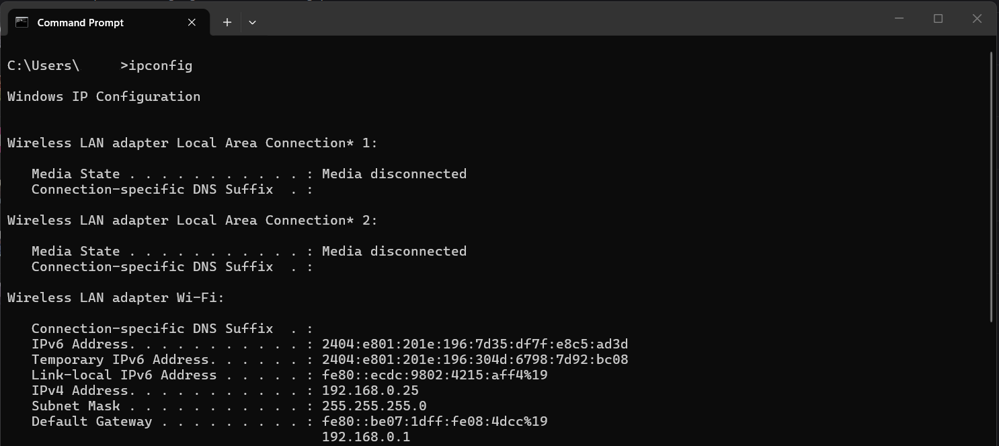 Command Prompt
C:\Users\     >ipconfig
Windows IP Configuration
Wireless LAN adapter Local Area Connection* 1:
   Media State . . . . . . . . . . . : Media disconnected
   Connection-specific DNS Suffix  . :
Wireless LAN adapter Local Area Connection* 2:
   Media State . . . . . . . . . . . : Media disconnected
   Connection-specific DNS Suffix  . :
Wireless LAN adapter Wi-Fi:
   Connection-specific DNS Suffix  . :
   IPv6 Address. . . . . . . . . . . : 2404:e801:201e:196:7d35:df7f:e8c5:ad3d
   Temporary IPv6 Address. . . . . . : 2404:e801:201e:196:304d:6798:7d92:bc08
   Link-local IPv6 Address . . . . . : fe80::ecdc:9802:4215:aff4%19
   IPv4 Address. . . . . . . . . . . : 192.168.0.25
   Subnet Mask . . . . . . . . . . . : 255.255.255.0
   Default Gateway . . . . . . . . . : fe80::be07:1dff:fe08:4dcc%19
                                       192.168.0.1